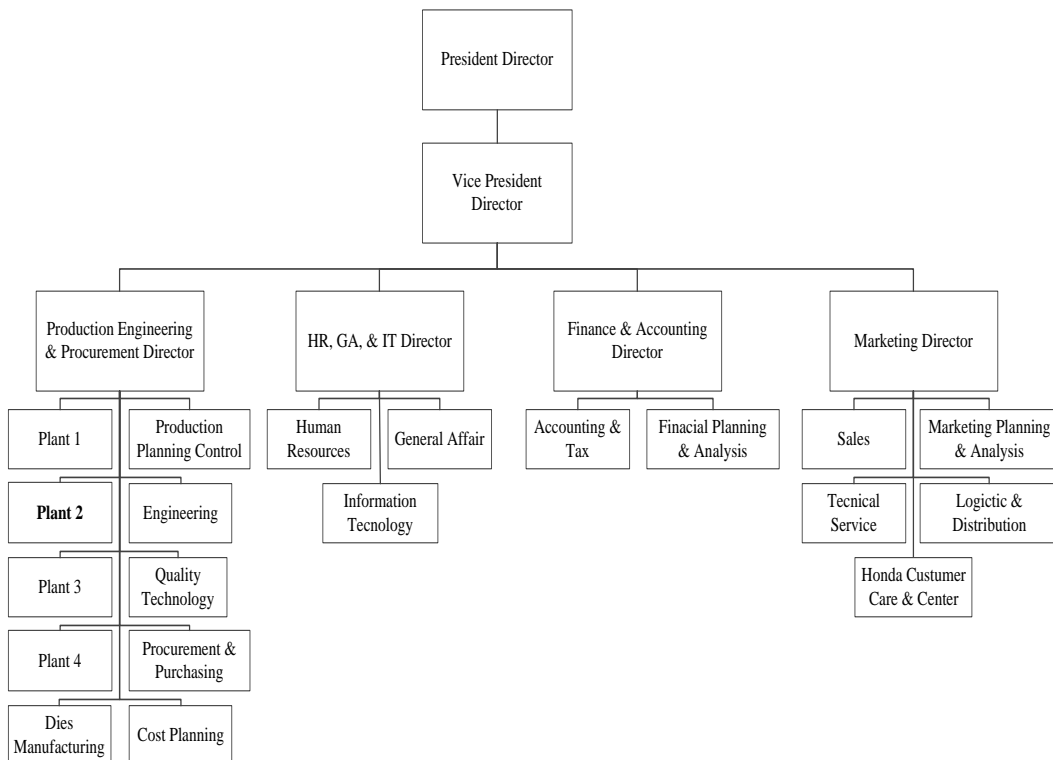 President Director
Vice President
Director
Production Engineering
& Procurement Director
HR, GA, & IT Director
Finance & Accounting
Director
Marketing Director
Plant 1
Production
Planning Control
Human
Resources
General Affair
Accounting &
Tax
Finacial Planning
& Analysis
Sales
Marketing Planning
& Analysis
Plant 2
Engineering
Information
Tecnology
Tecnical
Service
Logictic &
Distribution
Plant 3
Quality
Technology
Honda Custumer
Care & Center
Plant 4
Procurement &
Purchasing
Dies
Manufacturing
Cost Planning